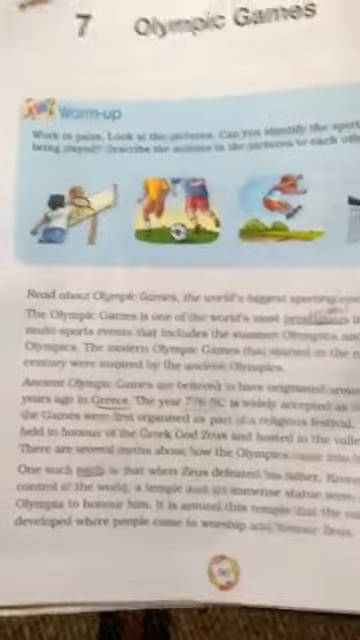 7 Olympic Games
Warm-up
Work in pairs. Look at the pictures. Can you identify the
being played? Describe the actions in the pictures to each
Read about Olympic Games, the world's biggest sporting
The Olympic Games is one of the world's most prestigious
multi-sports events that includes the summer Olympics and
Olympics. The modern Olympic Games that started in the
century were inspired by the ancient Olympics.
Ancient Olympic Games are believed to have originated
years ago in Greece. The year 776 BC is widely accepted as
the Games were first organised as part of a religious festival,
held in honour of the Greek God Zeus and hosted in the
There are several myths about how the Olympics came into
One such myth is that when Zeus defeated his father,
control of the world, a temple and an immense statue were
Olympia to honour him. It is around this temple that the
developed where people came to worship and honour Zeus.